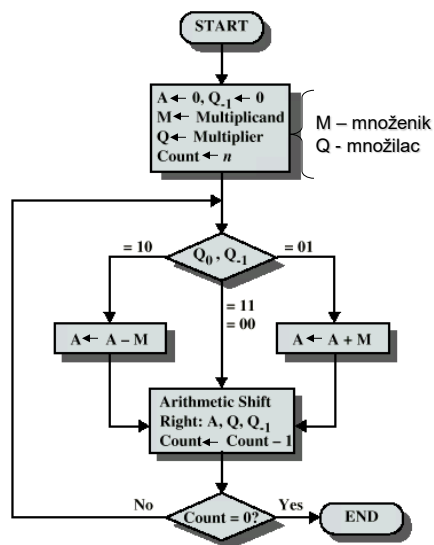 START
A ← 0, Q-1 ← 0
M ← Multiplicand
Q ← Multiplier
Count ← n
M – množenik
Q - množilac
= 10
Q0 , Q-1
= 01
= 11
= 00
A ← A – M
A ← A + M
Arithmetic Shift
Right: A, Q, Q-1
Count ← Count – 1
No
Count = 0?
Yes
END